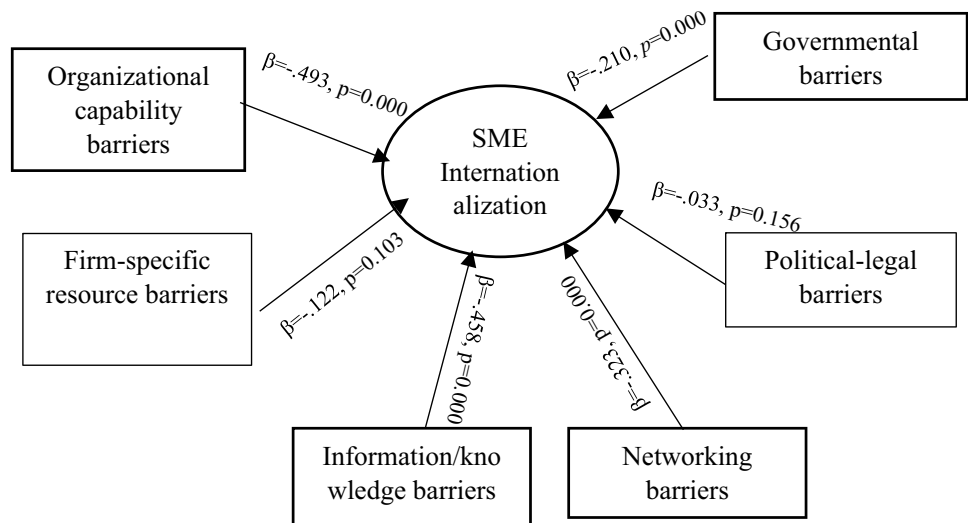 Organizational
capability
barriers
β=-.493, p=0.000
β=-.210, p=0.000
Governmental
barriers
SME
Internation
alization
Firm-specific
resource barriers
β=-.122, p=0.103
β=-.033, p=0.156
Political-legal
barriers
β=-.458, p=0.000
β=-.323, p=0.000
Information/kno
wledge barriers
Networking
barriers